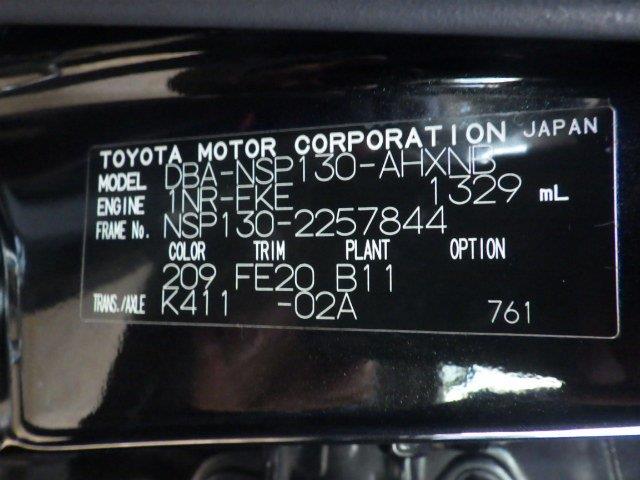 TOYOTA MOTOR CORPORATION JAPAN
MODEL DBA-NSP130-AHXNB
ENGINE 1NR-FKE 1329 mL
FRAME No. NSP130-2257844
COLOR TRIM PLANT OPTION
209 FE20 B11
TRANS./AXLE K411 -02A 761